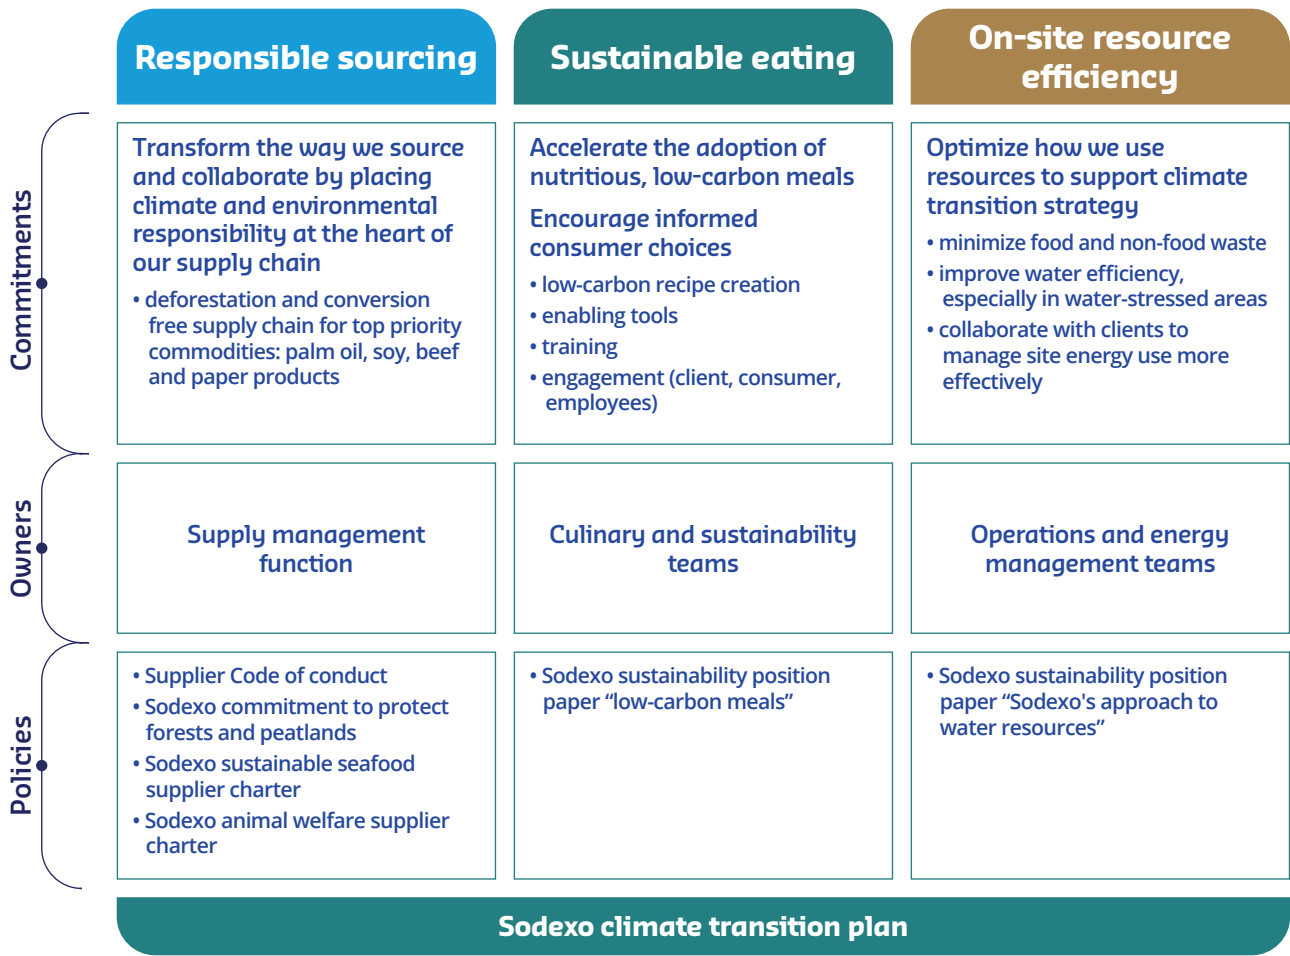 Responsible sourcing
Sustainable eating
On-site resource
efficiency
Commitments
Transform the way we source
and collaborate by placing
climate and environmental
responsibility at the heart of
our supply chain
• deforestation and conversion
free supply chain for top priority
commodities: palm oil, soy, beef
and paper products
Accelerate the adoption of
nutritious, low-carbon meals
Encourage informed
consumer choices
• low-carbon recipe creation
• enabling tools
• training
• engagement (client, consumer,
employees)
Optimize how we use
resources to support climate
transition strategy
• minimize food and non-food waste
• improve water efficiency,
especially in water-stressed areas
• collaborate with clients to
manage site energy use more
effectively
Owners
Supply management
function
Culinary and sustainability
teams
Operations and energy
management teams
Policies
• Supplier Code of conduct
• Sodexo commitment to protect
forests and peatlands
• Sodexo sustainable seafood
supplier charter
• Sodexo animal welfare supplier
charter
• Sodexo sustainability position
paper “low-carbon meals”
• Sodexo sustainability position
paper “Sodexo's approach to
water resources”
Sodexo climate transition plan